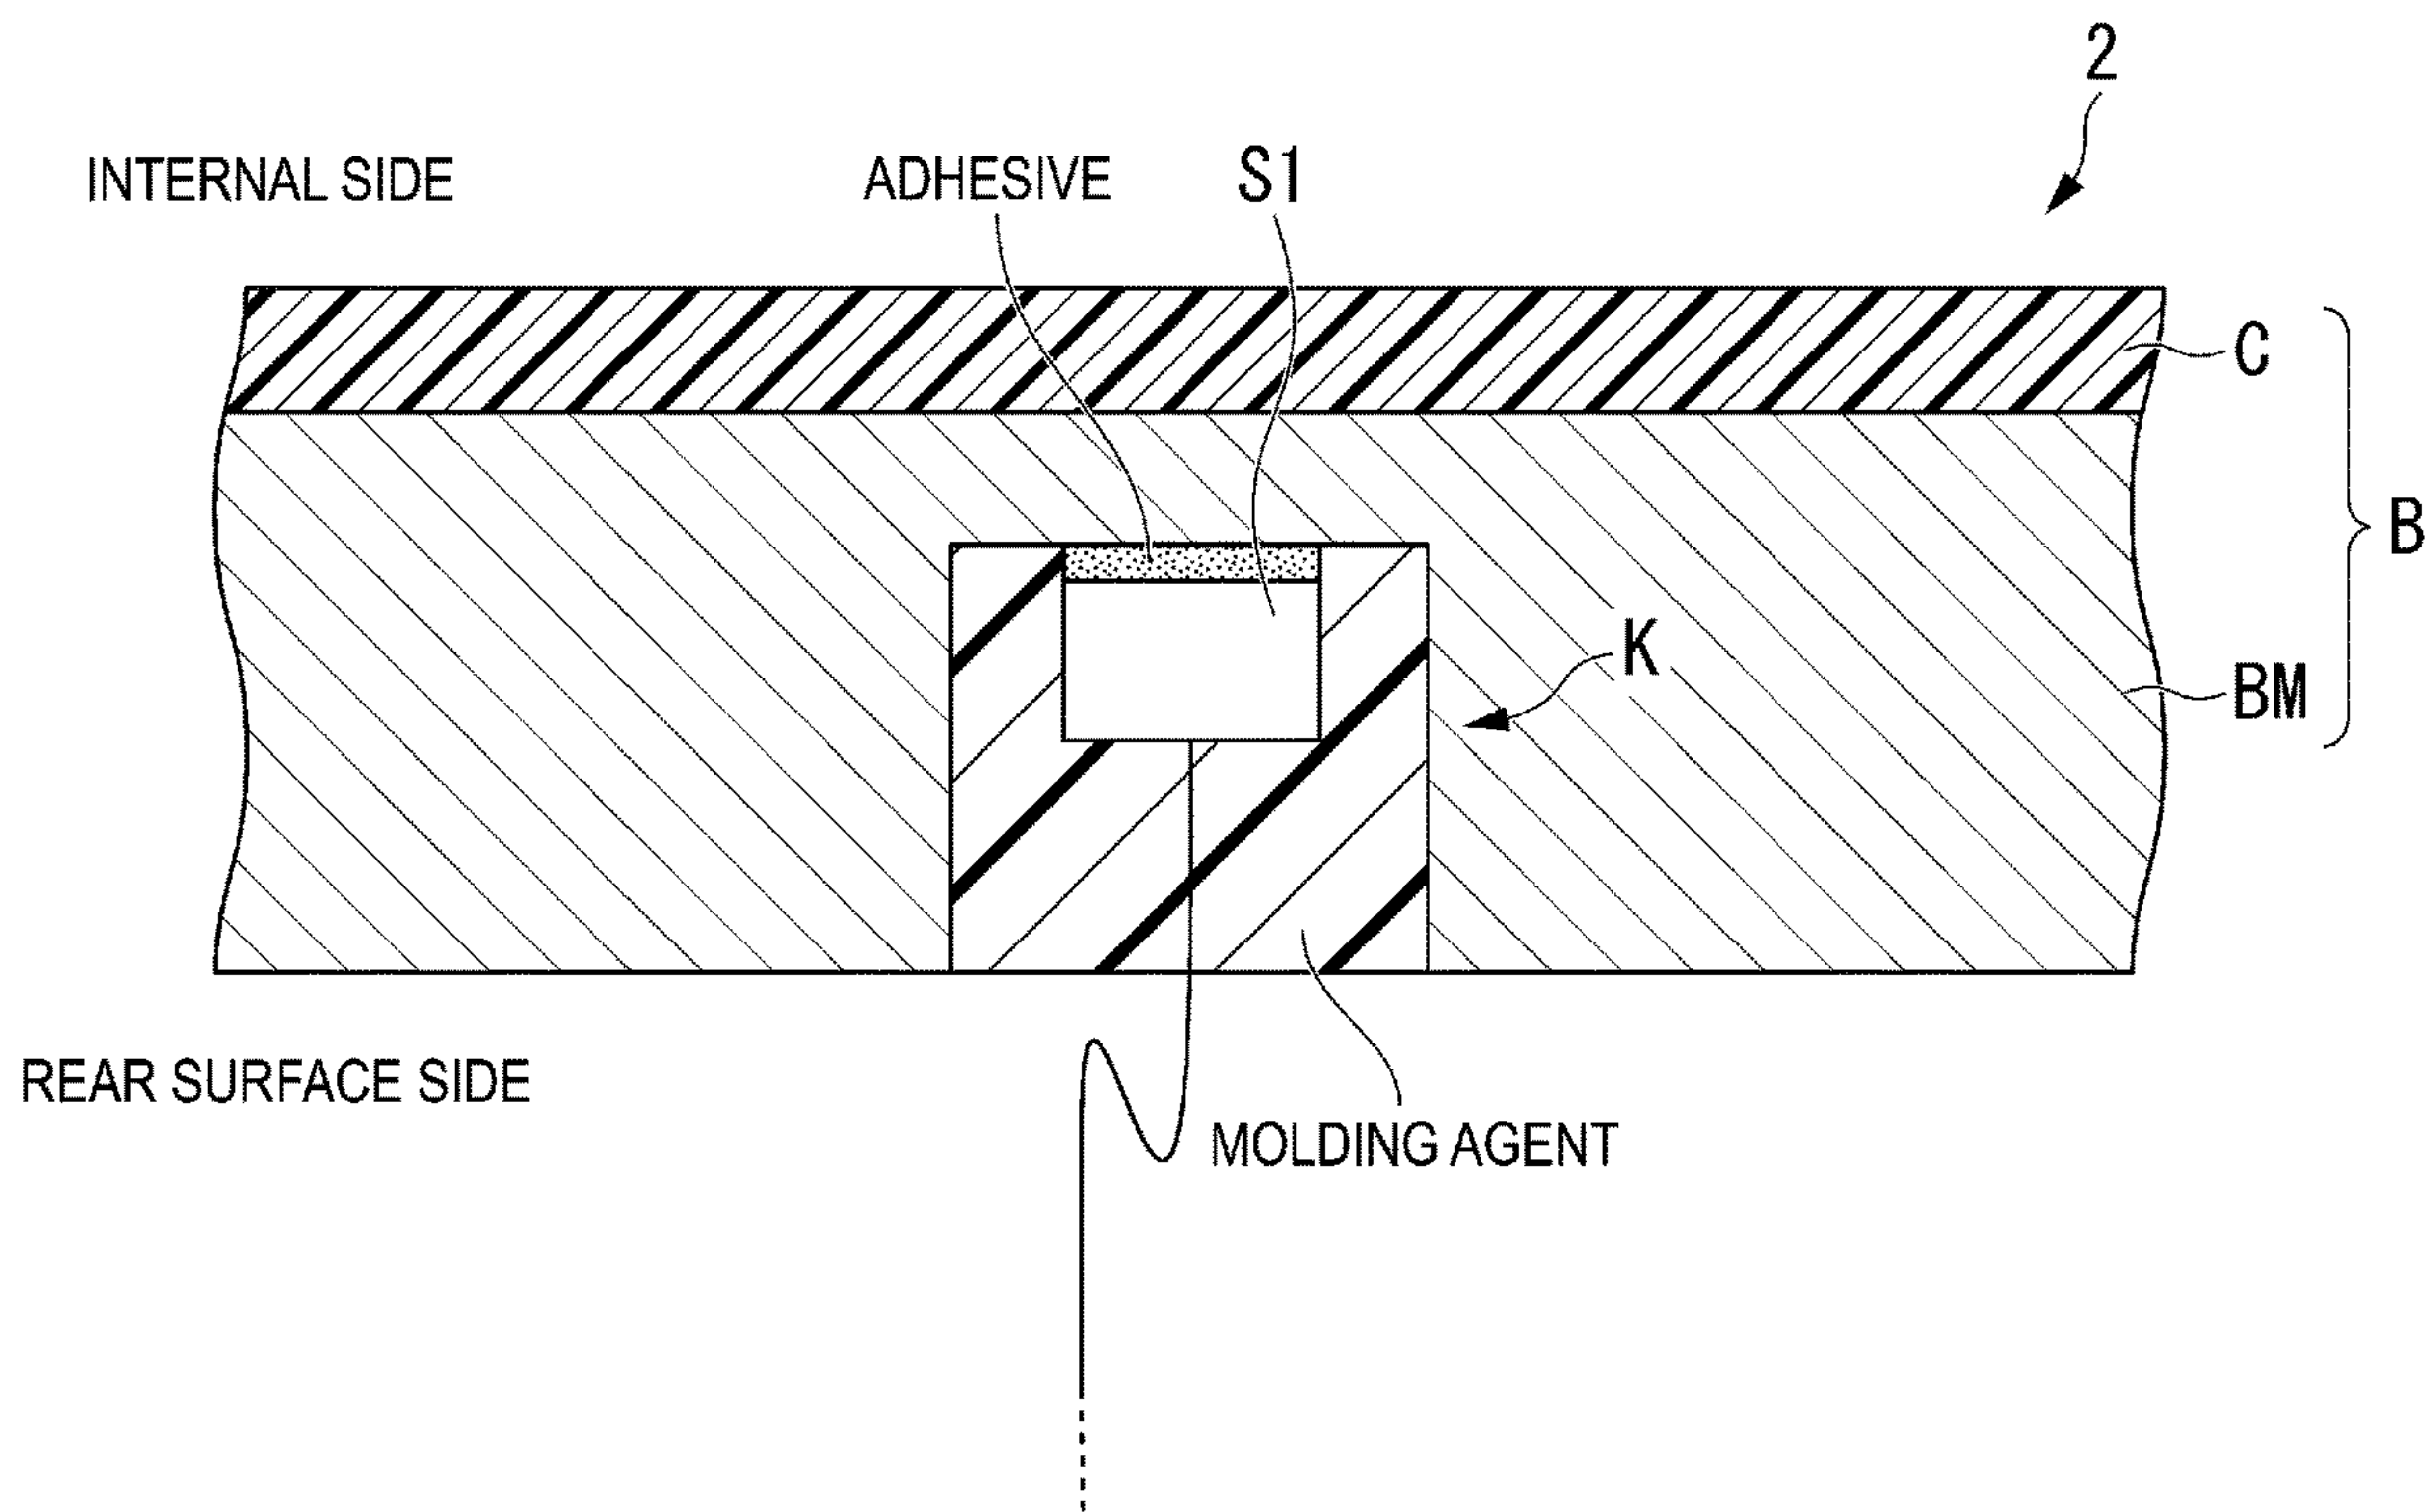 2
INTERNAL SIDE
ADHESIVE
S1
C
B
K
BM
REAR SURFACE SIDE
MOLDING AGENT